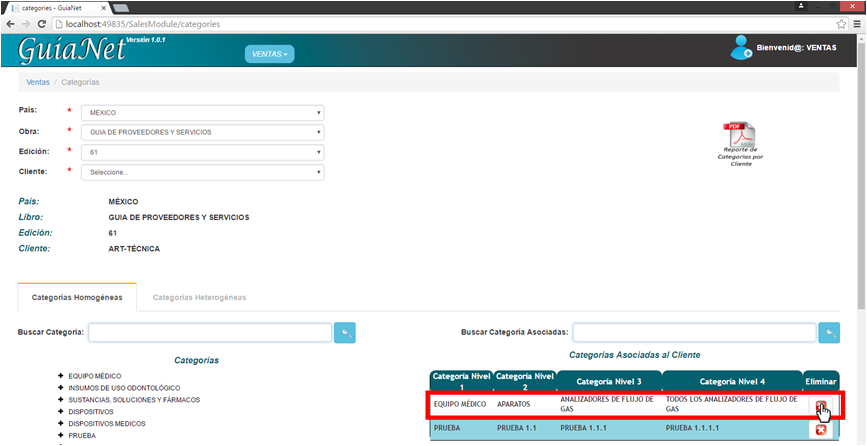 categories - GuiaNet
localhost:49835/SalesModule/categories
GuíaNet Versión 1.0.1
VENTAS
Bienvenid@: VENTAS
Ventas / Categorías
País: * MÉXICO
Obra: * GUIA DE PROVEEDORES Y SERVICIOS
Edición: * 61
Cliente: * Seleccione...
PDF
Adobe
Reporte de
Categorías por
Cliente
País: MÉXICO
Libro: GUIA DE PROVEEDORES Y SERVICIOS
Edición: 61
Cliente: ART-TÉCNICA
Categorías Homogéneas Categorías Heterogéneas
Buscar Categoría: Buscar Categoría Asociadas:
Categorías
EQUIPO MÉDICO
INSUMOS DE USO ODONTOLÓGICO
SUSTANCIAS, SOLUCIONES Y FÁRMACOS
DISPOSITIVOS
DISPOSITIVOS MEDICOS
PRUEBA
Categorías Asociadas al Cliente
Categoría Nivel 1 Categoría Nivel 2 Categoría Nivel 3 Categoría Nivel 4 Eliminar
EQUIPO MÉDICO APARATOS ANALIZADORES DE FLUJO DE GAS TODOS LOS ANALIZADORES DE FLUJO DE GAS
PRUEBA PRUEBA 1.1 PRUEBA 1.1.1 PRUEBA 1.1.1.1